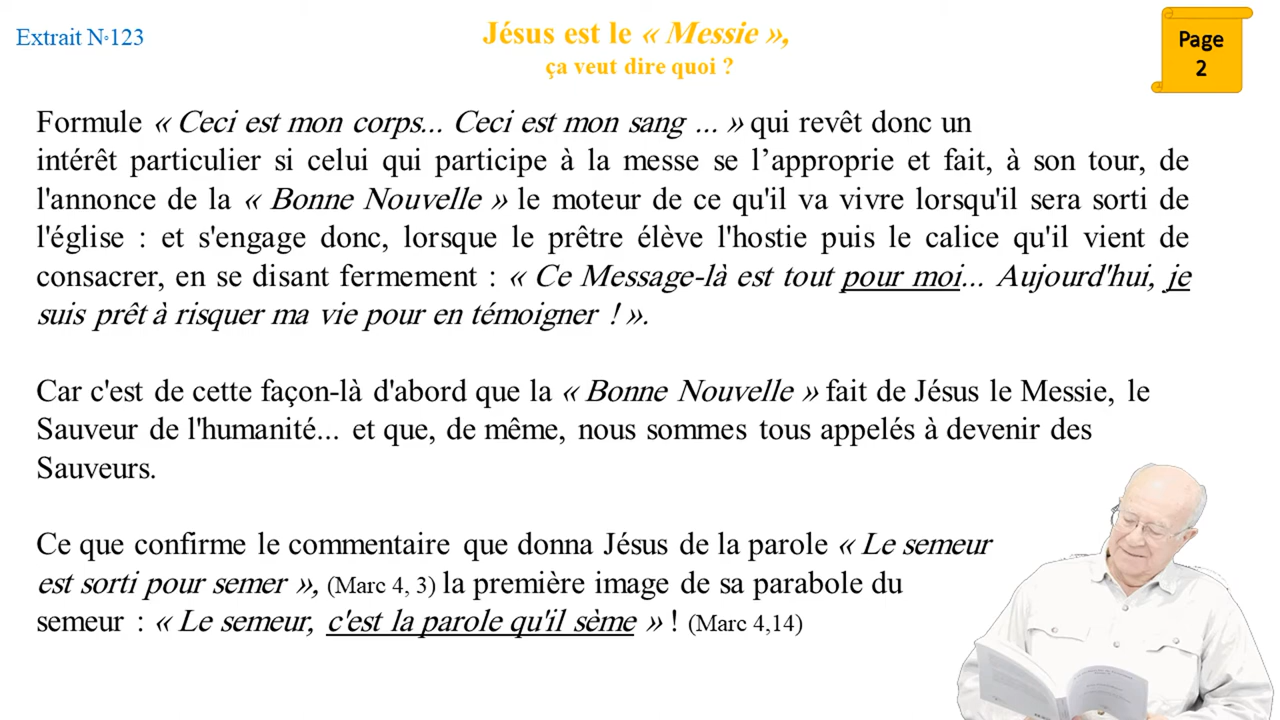 Extrait N°123
Jésus est le « Messie »,
ça veut dire quoi ?
Page
2
Formule « Ceci est mon corps... Ceci est mon sang ... » qui revêt donc un
intérêt particulier si celui qui participe à la messe se l’approprie et fait, à son tour, de
l'annonce de la « Bonne Nouvelle » le moteur de ce qu'il va vivre lorsqu'il sera sorti de
l'église : et s'engage donc, lorsque le prêtre élève l'hostie puis le calice qu'il vient de
consacrer, en se disant fermement : « Ce Message-là est tout pour moi... Aujourd'hui, je
suis prêt à risquer ma vie pour en témoigner ! ».
Car c'est de cette façon-là d'abord que la « Bonne Nouvelle » fait de Jésus le Messie, le
Sauveur de l'humanité... et que, de même, nous sommes tous appelés à devenir des
Sauveurs.
Ce que confirme le commentaire que donna Jésus de la parole « Le semeur
est sorti pour semer », (Marc 4, 3) la première image de sa parabole du
semeur : « Le semeur, c'est la parole qu'il sème » ! (Marc 4,14)